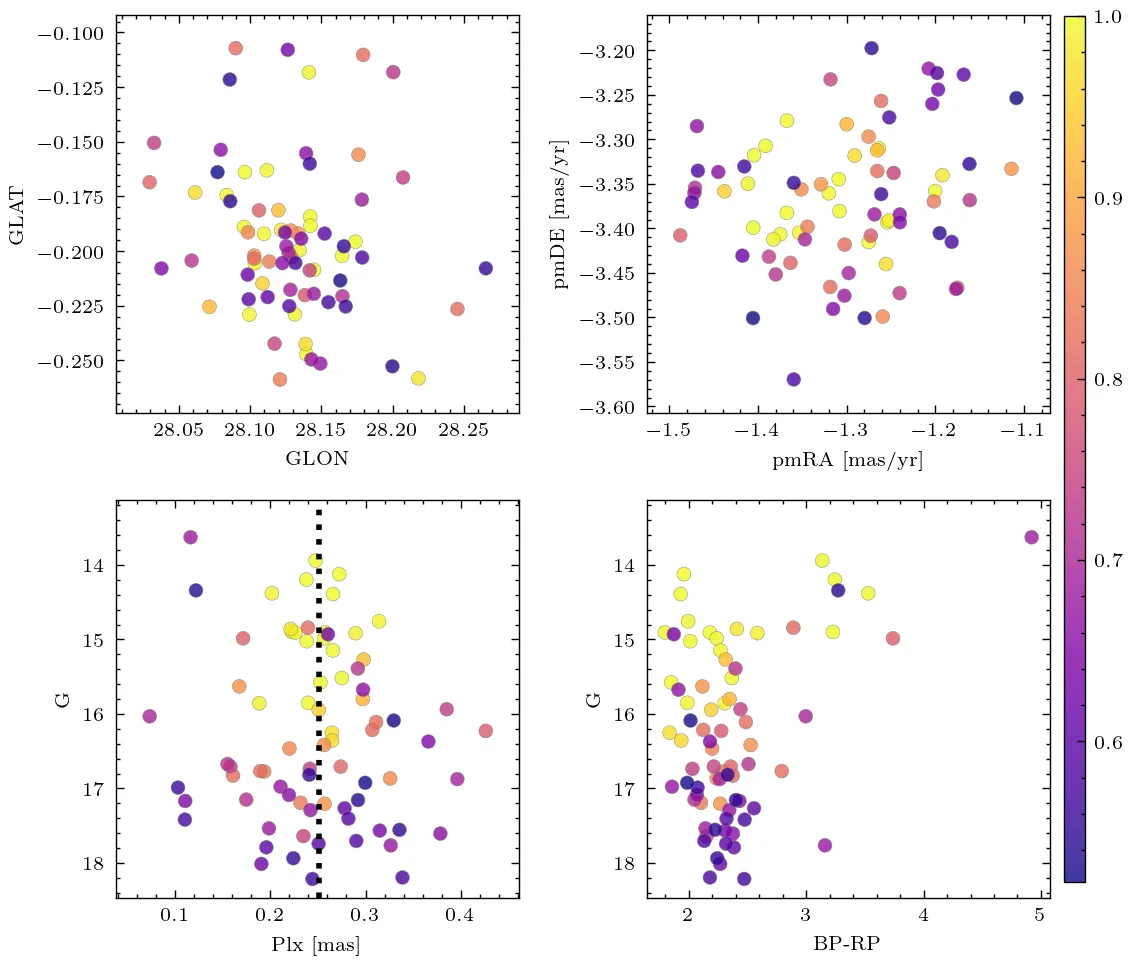 −0.100
−0.125
−0.150
−0.175
−0.200
−0.225
−0.250
GLAT
28.05 28.10 28.15 28.20 28.25
GLON
−3.20
−3.25
−3.30
−3.35
−3.40
−3.45
−3.50
−3.55
−3.60
pmDE [mas/yr]
−1.5 −1.4 −1.3 −1.2 −1.1
pmRA [mas/yr]
1.0
0.9
0.8
0.7
0.6
14
15
16
17
18
G
0.1 0.2 0.3 0.4
Plx [mas]
14
15
16
17
18
G
2 3 4 5
BP-RP